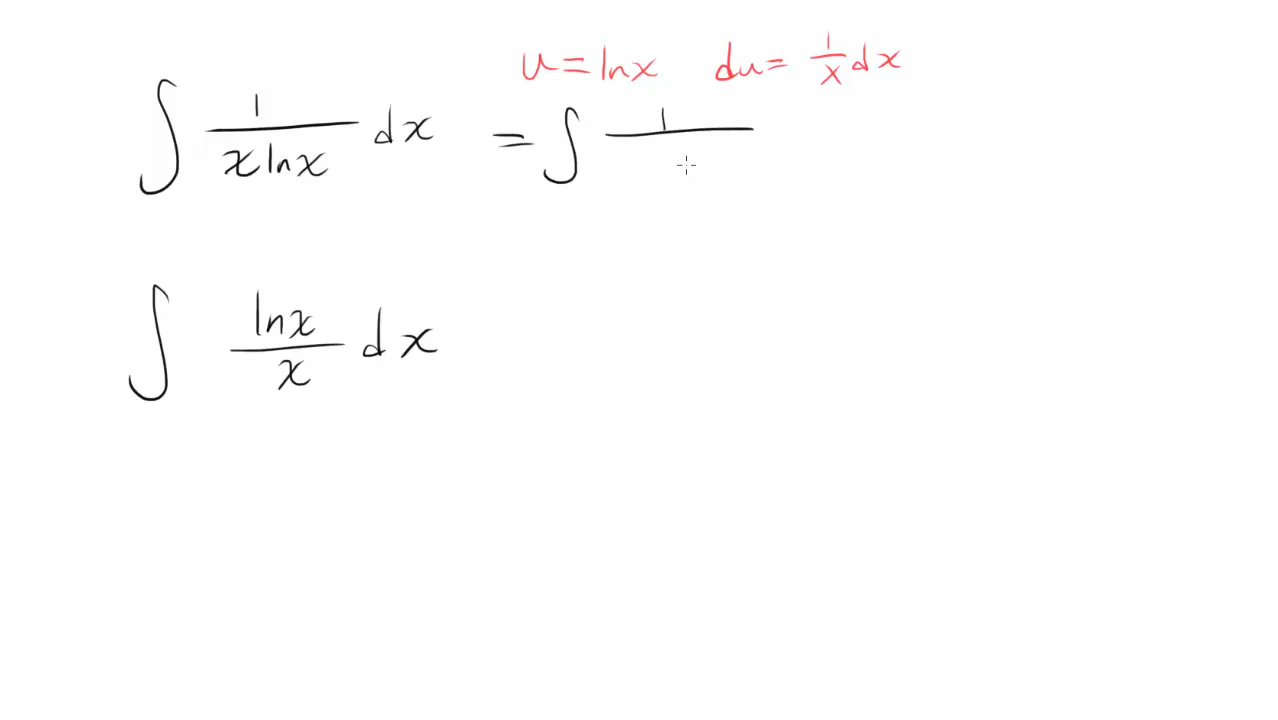 u = ln x   du = 1/x dx
∫ 1/(x ln x) dx = ∫ 1/
∫ ln x/x dx